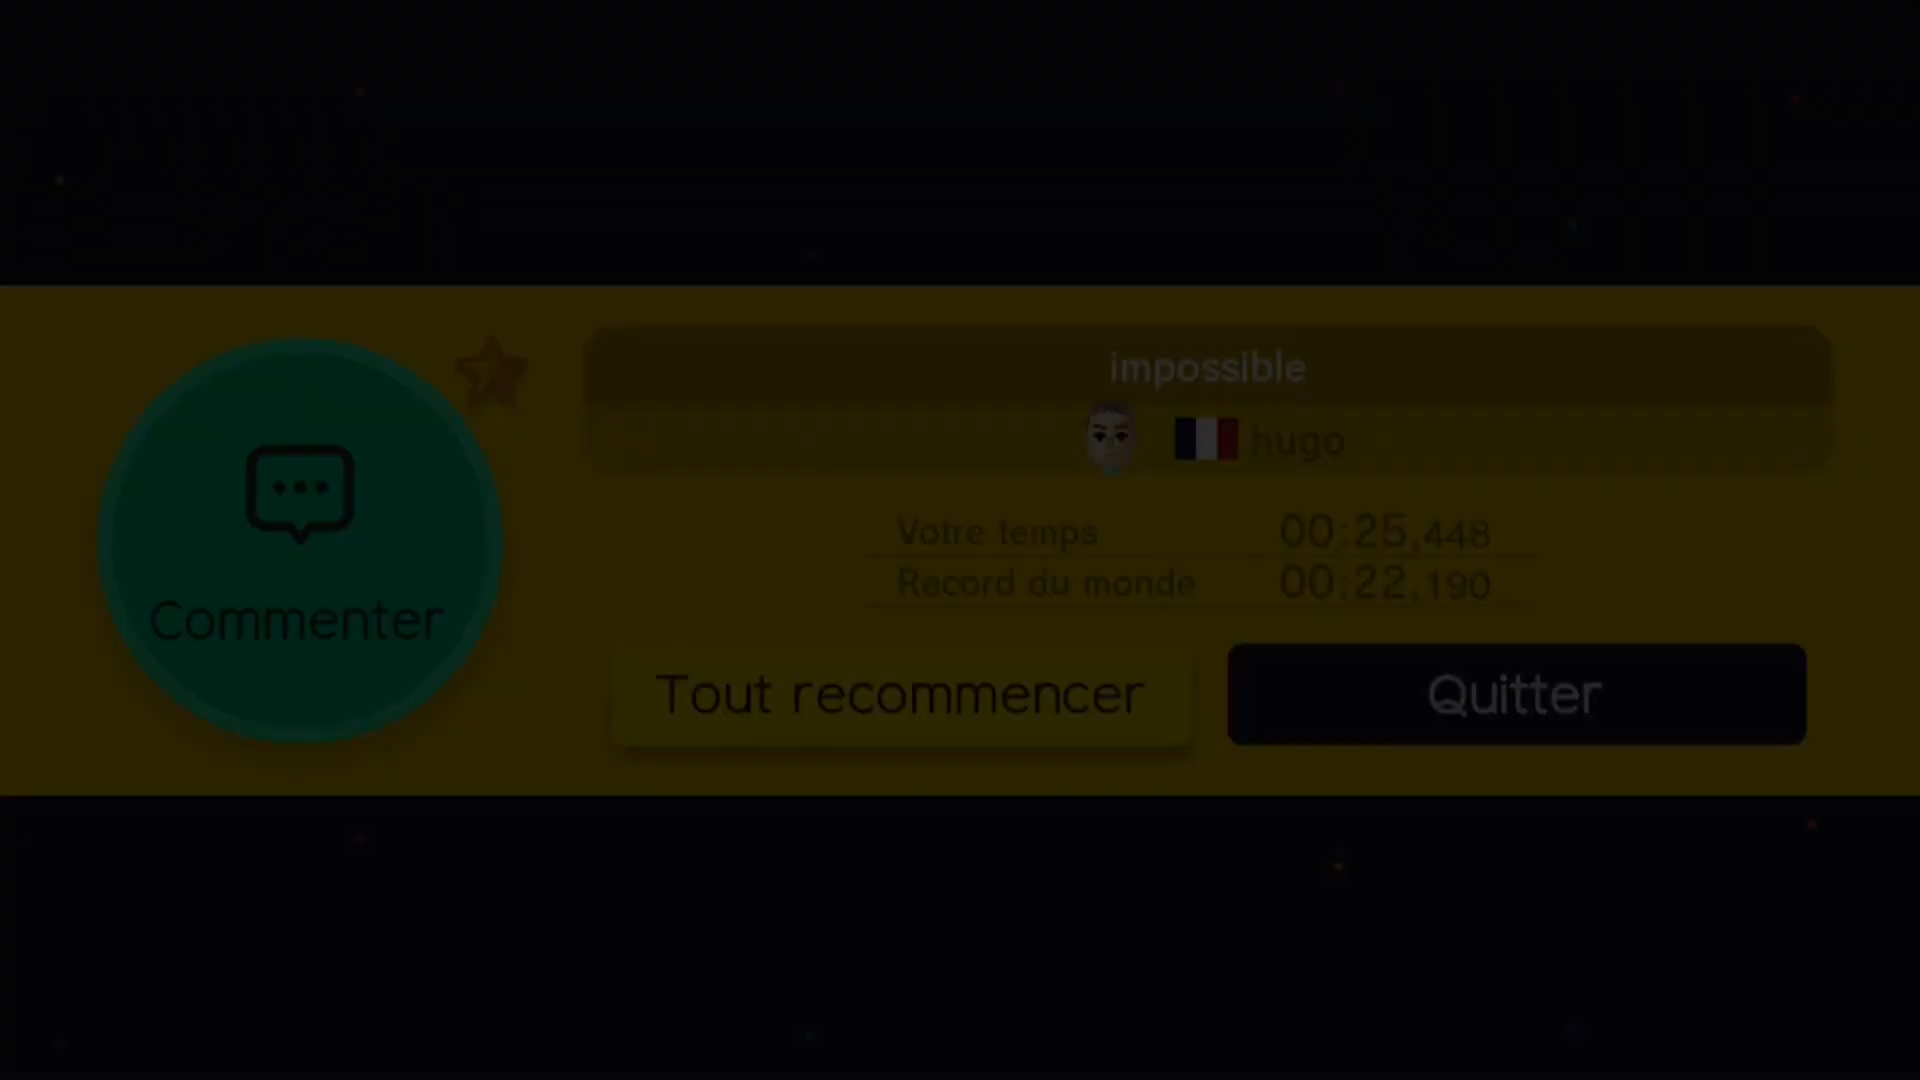 impossible
hugo
Votre temps 00:25,448
Record du monde 00:22,190
Commenter
Tout recommencer
Quitter